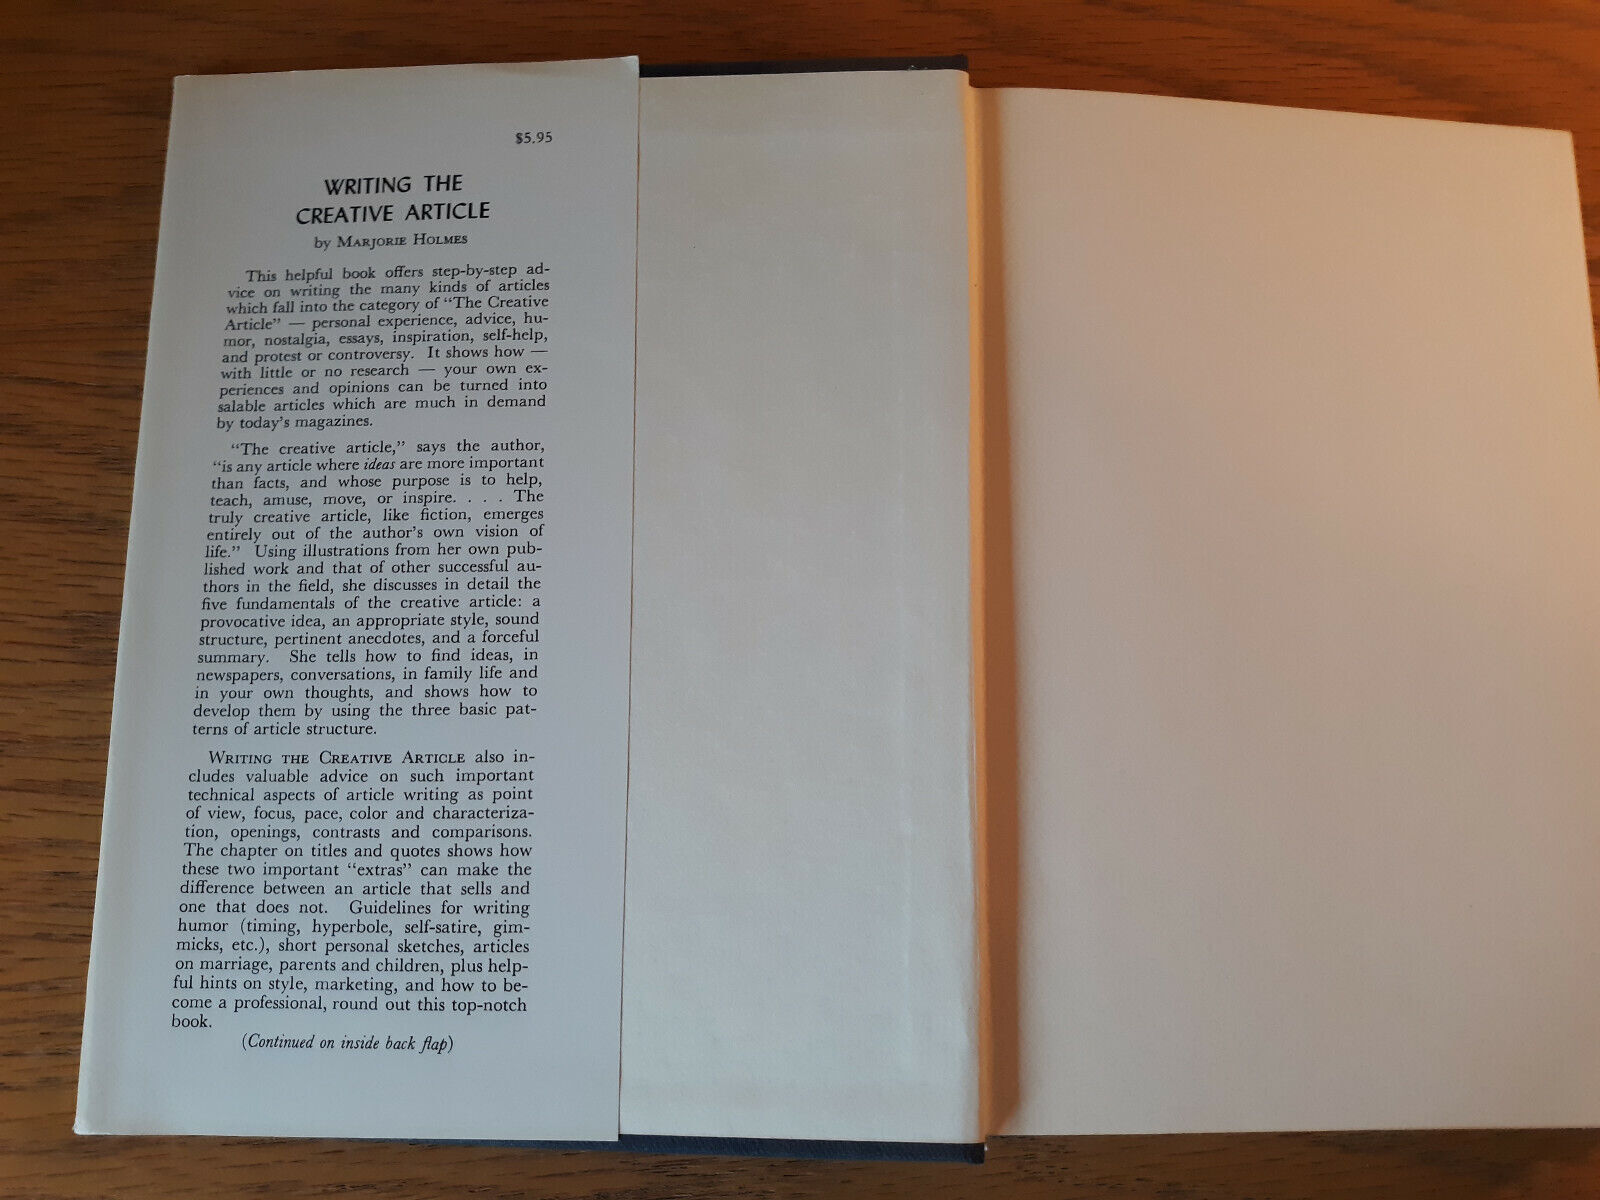 $5.95
WRITING THE
CREATIVE ARTICLE
by MARJORIE HOLMES
This helpful book offers step-by-step ad-
vice on writing the many kinds of articles
which fall into the category of "The Creative
Article" — personal experience, advice, hu-
mor, nostalgia, essays, inspiration, self-help,
and protest or controversy. It shows how —
with little or no research — your own ex-
periences and opinions can be turned into
salable articles which are much in demand
by today's magazines.
"The creative article," says the author,
"is any article where ideas are more important
than facts, and whose purpose is to help,
teach, amuse, move, or inspire. . . . The
truly creative article, like fiction, emerges
entirely out of the author's own vision of
life." Using illustrations from her own pub-
lished work and that of other successful au-
thors in the field, she discusses in detail the
five fundamentals of the creative article: a
provocative idea, an appropriate style, sound
structure, pertinent anecdotes, and a forceful
summary. She tells how to find ideas, in
newspapers, conversations, in family life and
in your own thoughts, and shows how to
develop them by using the three basic pat-
terns of article structure.
WRITING THE CREATIVE ARTICLE also in-
cludes valuable advice on such important
technical aspects of article writing as point
of view, focus, pace, color and characteriza-
tion, openings, contrasts and comparisons.
The chapter on titles and quotes shows how
these two important "extras" can make the
difference between an article that sells and
one that does not. Guidelines for writing
humor (timing, hyperbole, self-satire, gim-
micks, etc.), short personal sketches, articles
on marriage, parents and children, plus help-
ful hints on style, marketing, and how to be-
come a professional, round out this top-notch
book.
(Continued on inside back flap)